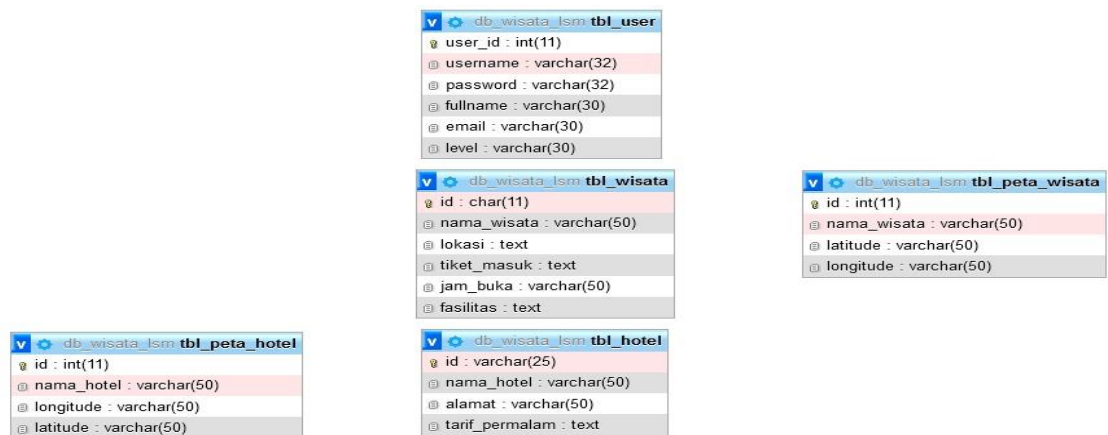 db_wisata_lsm tbl_user
user_id : int(11)
username : varchar(32)
password : varchar(32)
fullname : varchar(30)
email : varchar(30)
level : varchar(30)
db_wisata_lsm tbl_wisata
id : char(11)
nama_wisata : varchar(50)
lokasi : text
tiket_masuk : text
jam_buka : varchar(50)
fasilitas : text
db_wisata_lsm tbl_peta_wisata
id : int(11)
nama_wisata : varchar(50)
latitude : varchar(50)
longitude : varchar(50)
db_wisata_lsm tbl_peta_hotel
id : int(11)
nama_hotel : varchar(50)
longitude : varchar(50)
latitude : varchar(50)
db_wisata_lsm tbl_hotel
id : varchar(25)
nama_hotel : varchar(50)
alamat : varchar(50)
tarif_permalam : text